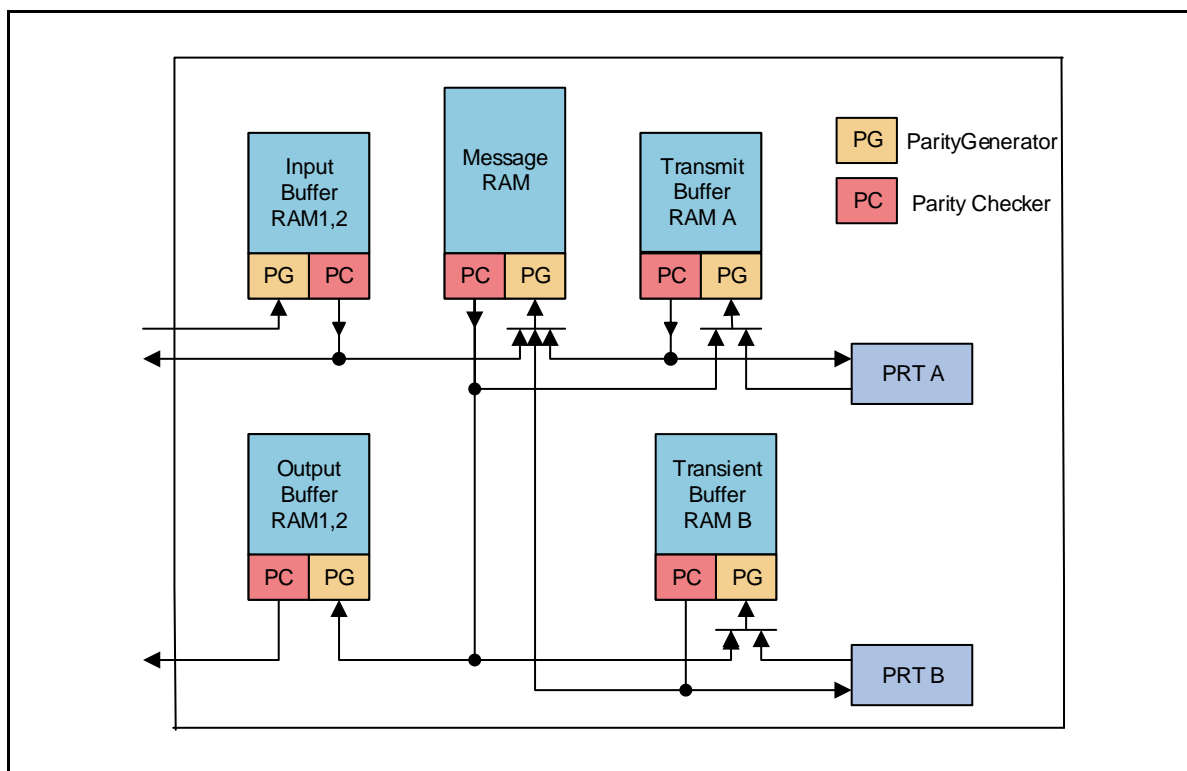 Input
Buffer
RAM1,2
PG
PC
Message
RAM
PC
PG
Transmit
Buffer
RAM A
PC
PG
PG
ParityGenerator
PC
Parity Checker
PRT A
Output
Buffer
RAM1,2
PC
PG
Transient
Buffer
RAM B
PC
PG
PRT B